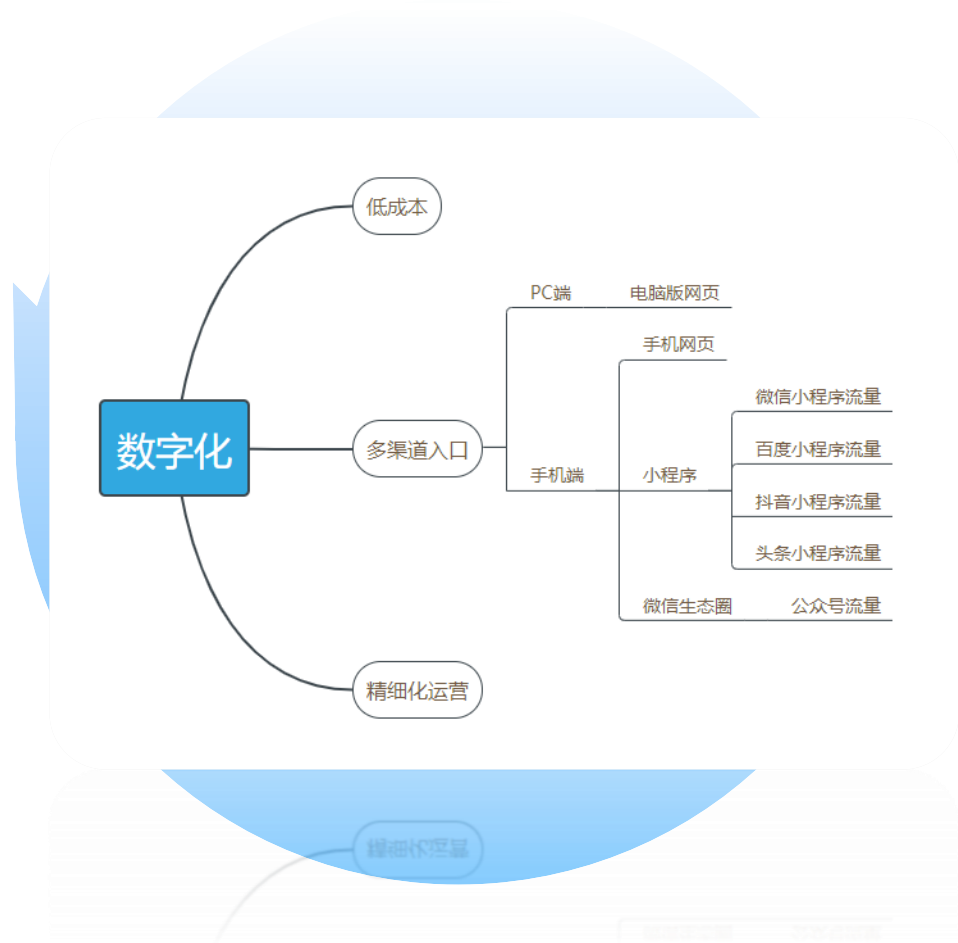 低成本
PC端
电脑版网页
手机网页
微信小程序流量
数字化
多渠道入口
百度小程序流量
手机端
小程序
抖音小程序流量
头条小程序流量
微信生态圈
公众号流量
精细化运营